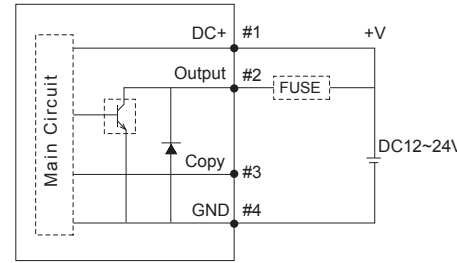 DC+ #1 +V
Output #2
FUSE
Main Circuit
DC12~24V
Copy #3
GND #4